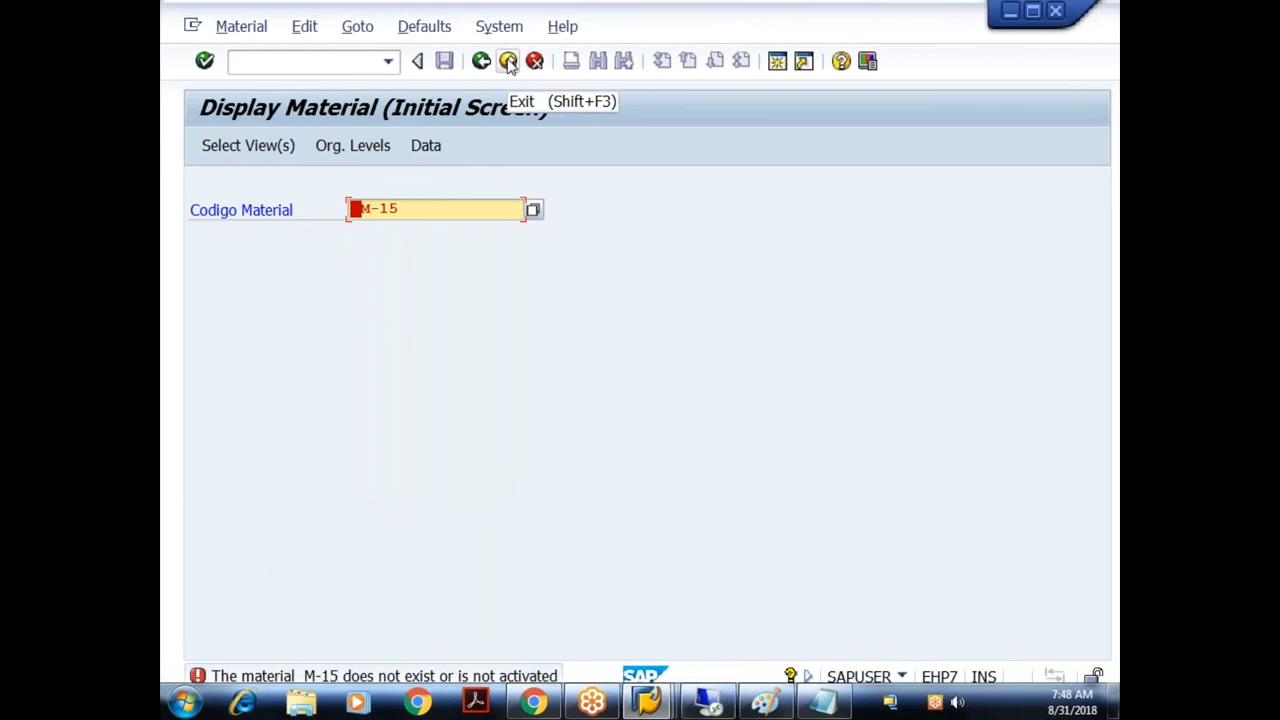 Material Edit Goto Defaults System Help
Exit (Shift+F3)
Display Material (Initial Screen)
Select View(s) Org. Levels Data
Codigo Material M-15
The material M-15 does not exist or is not activated
SAP
SAPUSER EHP7 INS
7:48 AM
8/31/2018